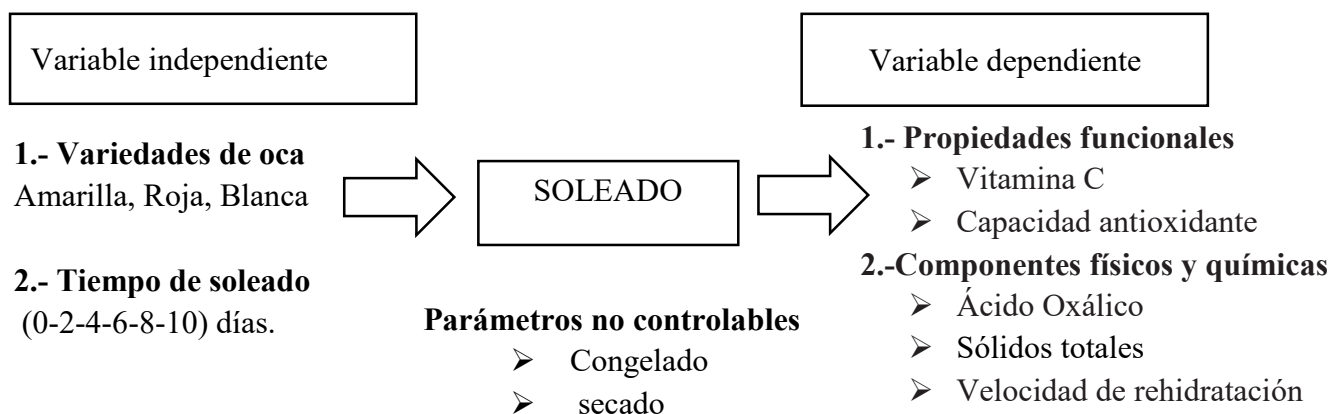 Variable independiente
1.- Variedades de oca
Amarilla, Roja, Blanca
2.- Tiempo de soleado
(0-2-4-6-8-10) días.
SOLEADO
Parámetros no controlables
➢ Congelado
➢ secado
Variable dependiente
1.- Propiedades funcionales
➢ Vitamina C
➢ Capacidad antioxidante
2.-Componentes físicos y químicas
➢ Ácido Oxálico
➢ Sólidos totales
➢ Velocidad de rehidratación